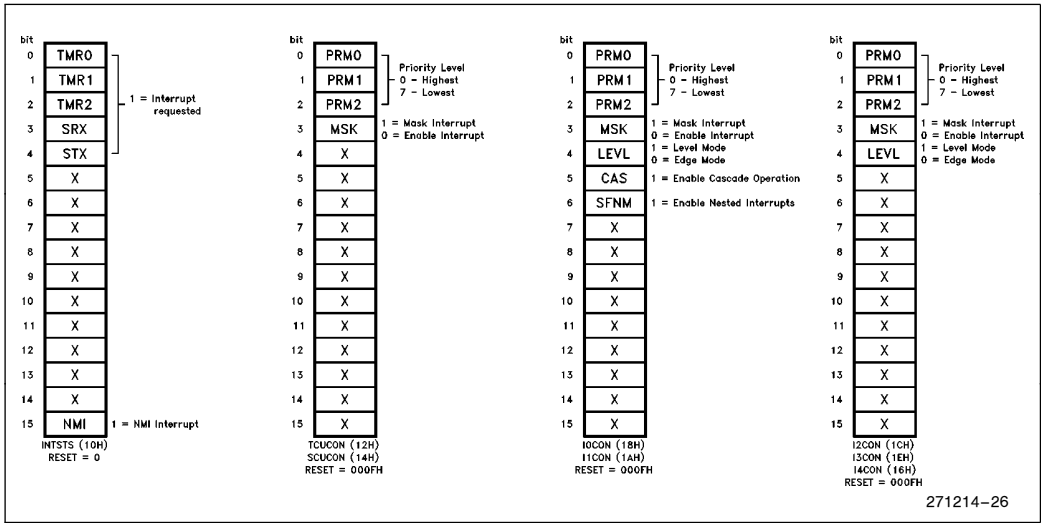 bit
0 TMR0
1 TMR1
2 TMR2
3 SRX
4 STX
5 X
6 X
7 X
8 X
9 X
10 X
11 X
12 X
13 X
14 X
15 NMI
1 = Interrupt
requested
1 = NMI Interrupt
INTSTS (10H)
RESET = 0
bit
0 PRM0
1 PRM1
2 PRM2
3 MSK
4 X
5 X
6 X
7 X
8 X
9 X
10 X
11 X
12 X
13 X
14 X
15 X
Priority Level
0 - Highest
7 - Lowest
1 = Mask Interrupt
0 = Enable Interrupt
TCUCON (12H)
SCUCON (14H)
RESET = 000FH
bit
0 PRM0
1 PRM1
2 PRM2
3 MSK
4 LEVL
5 CAS
6 SFNM
7 X
8 X
9 X
10 X
11 X
12 X
13 X
14 X
15 X
Priority Level
0 - Highest
7 - Lowest
1 = Mask Interrupt
0 = Enable Interrupt
1 = Level Mode
0 = Edge Mode
1 = Enable Cascade Operation
1 = Enable Nested Interrupts
I0CON (18H)
I1CON (1AH)
RESET = 000FH
bit
0 PRM0
1 PRM1
2 PRM2
3 MSK
4 LEVL
5 X
6 X
7 X
8 X
9 X
10 X
11 X
12 X
13 X
14 X
15 X
Priority Level
0 - Highest
7 - Lowest
1 = Mask Interrupt
0 = Enable Interrupt
1 = Level Mode
0 = Edge Mode
I2CON (1CH)
I3CON (1EH)
I4CON (16H)
RESET = 000FH
271214-26